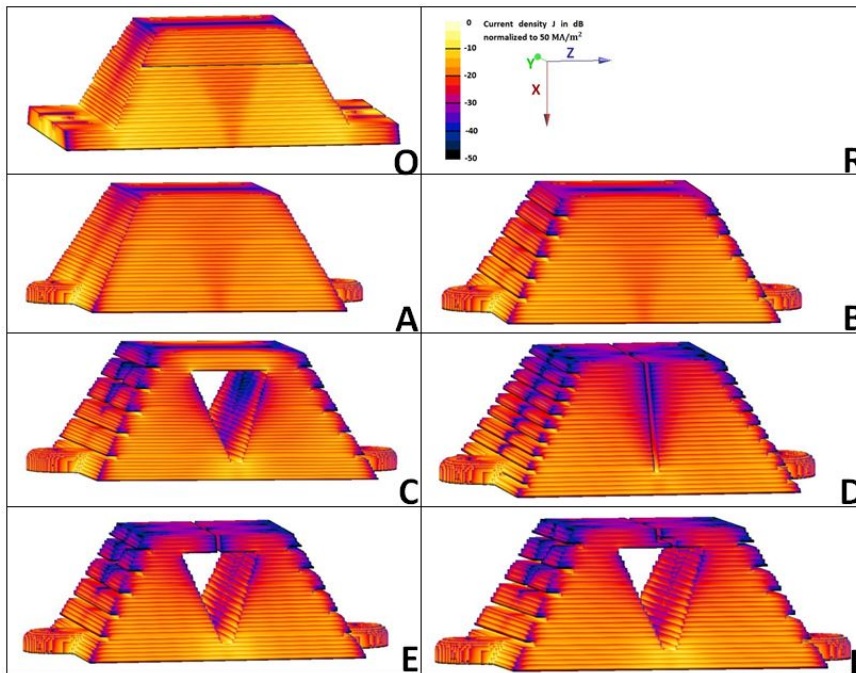 0
-10
-20
-30
-40
-50
Current density J in dB
normalized to 50 MA/m²
Y
Z
X
O
R
A
B
C
D
E